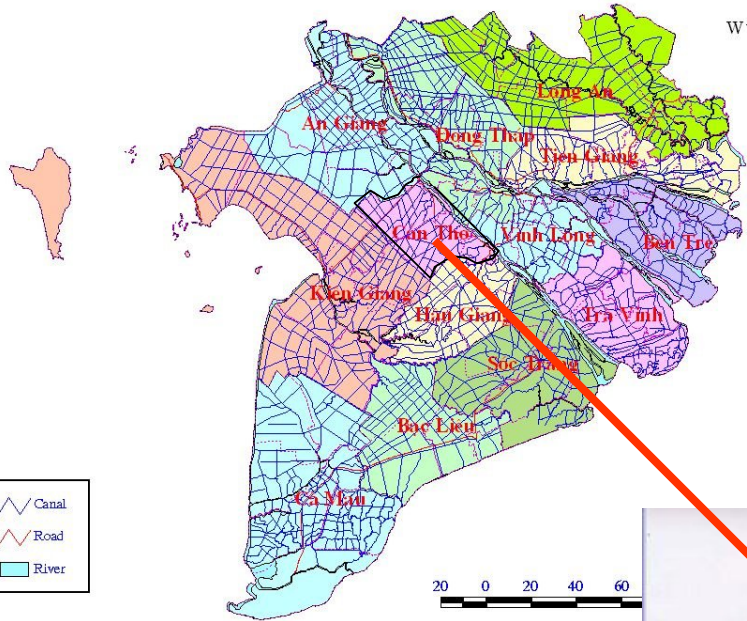 W
Long An
An Giang
Dong Thap
Tien Giang
Can Tho
Vinh Long
Ben Tre
Kien Giang
Hau Giang
Tra Vinh
Soc Trang
Bac Lieu
Ca Mau
Canal
Road
River
20 0 20 40 60